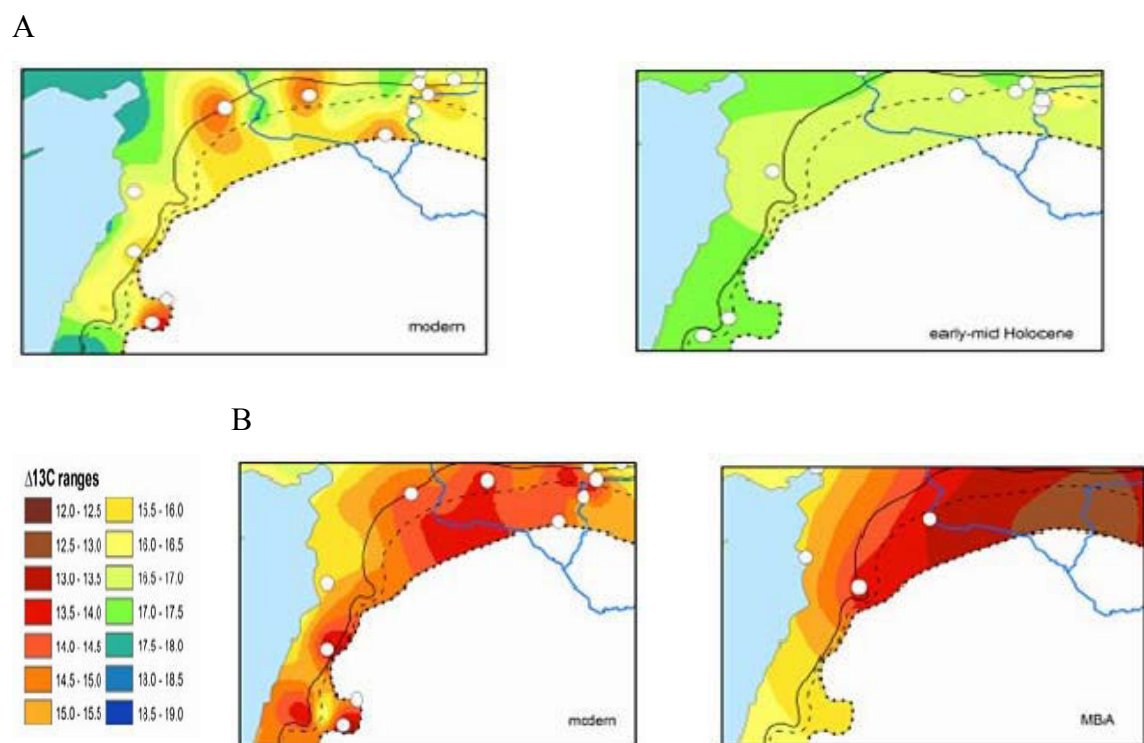 A
modern
early-mid Holocene
B
Δ13C ranges
12.0 - 12.5
15.5 - 16.0
12.5 - 13.0
16.0 - 16.5
13.0 - 13.5
16.5 - 17.0
13.5 - 14.0
17.0 - 17.5
14.0 - 14.5
17.5 - 18.0
14.5 - 15.0
18.0 - 18.5
15.0 - 15.5
18.5 - 19.0
modern
MBA